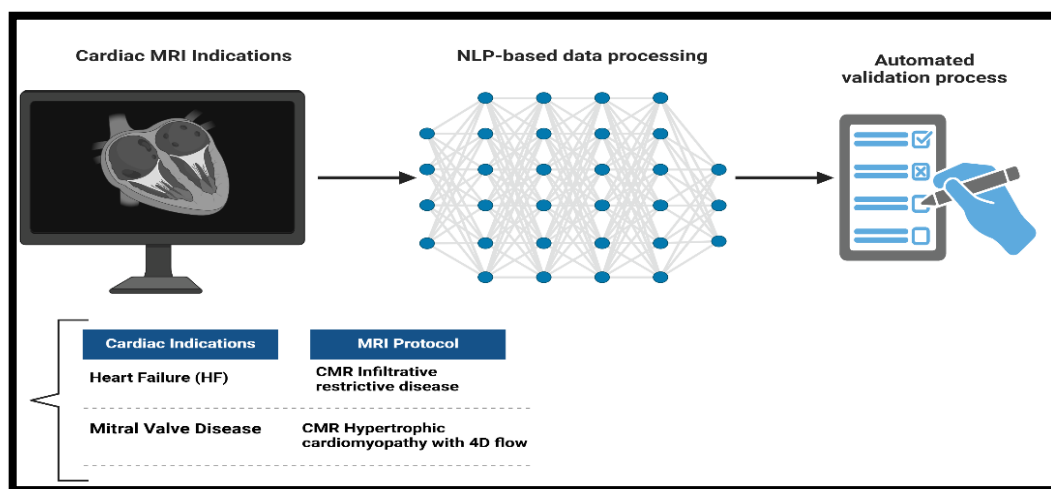 Cardiac MRI Indications
NLP-based data processing
Automated
validation process
Cardiac Indications
MRI Protocol
Heart Failure (HF)
CMR Infiltrative
restrictive disease
Mitral Valve Disease
CMR Hypertrophic
cardiomyopathy with 4D flow